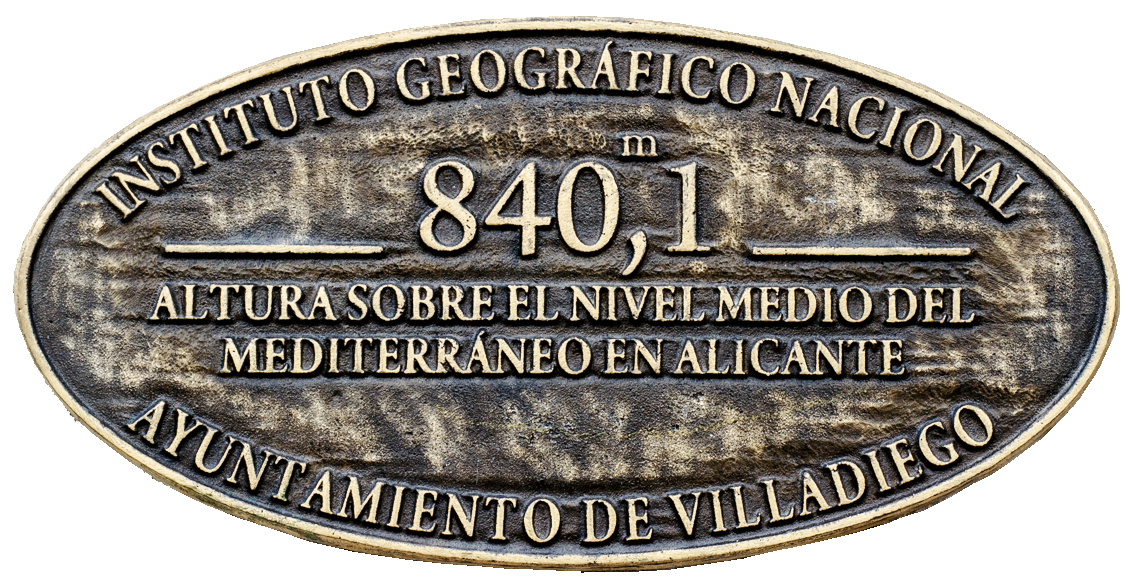 INSTITUTO GEOGRÁFICO NACIONAL
840,1 m
ALTURA SOBRE EL NIVEL MEDIO DEL
MEDITERRÁNEO EN ALICANTE
AYUNTAMIENTO DE VILLADIEGO